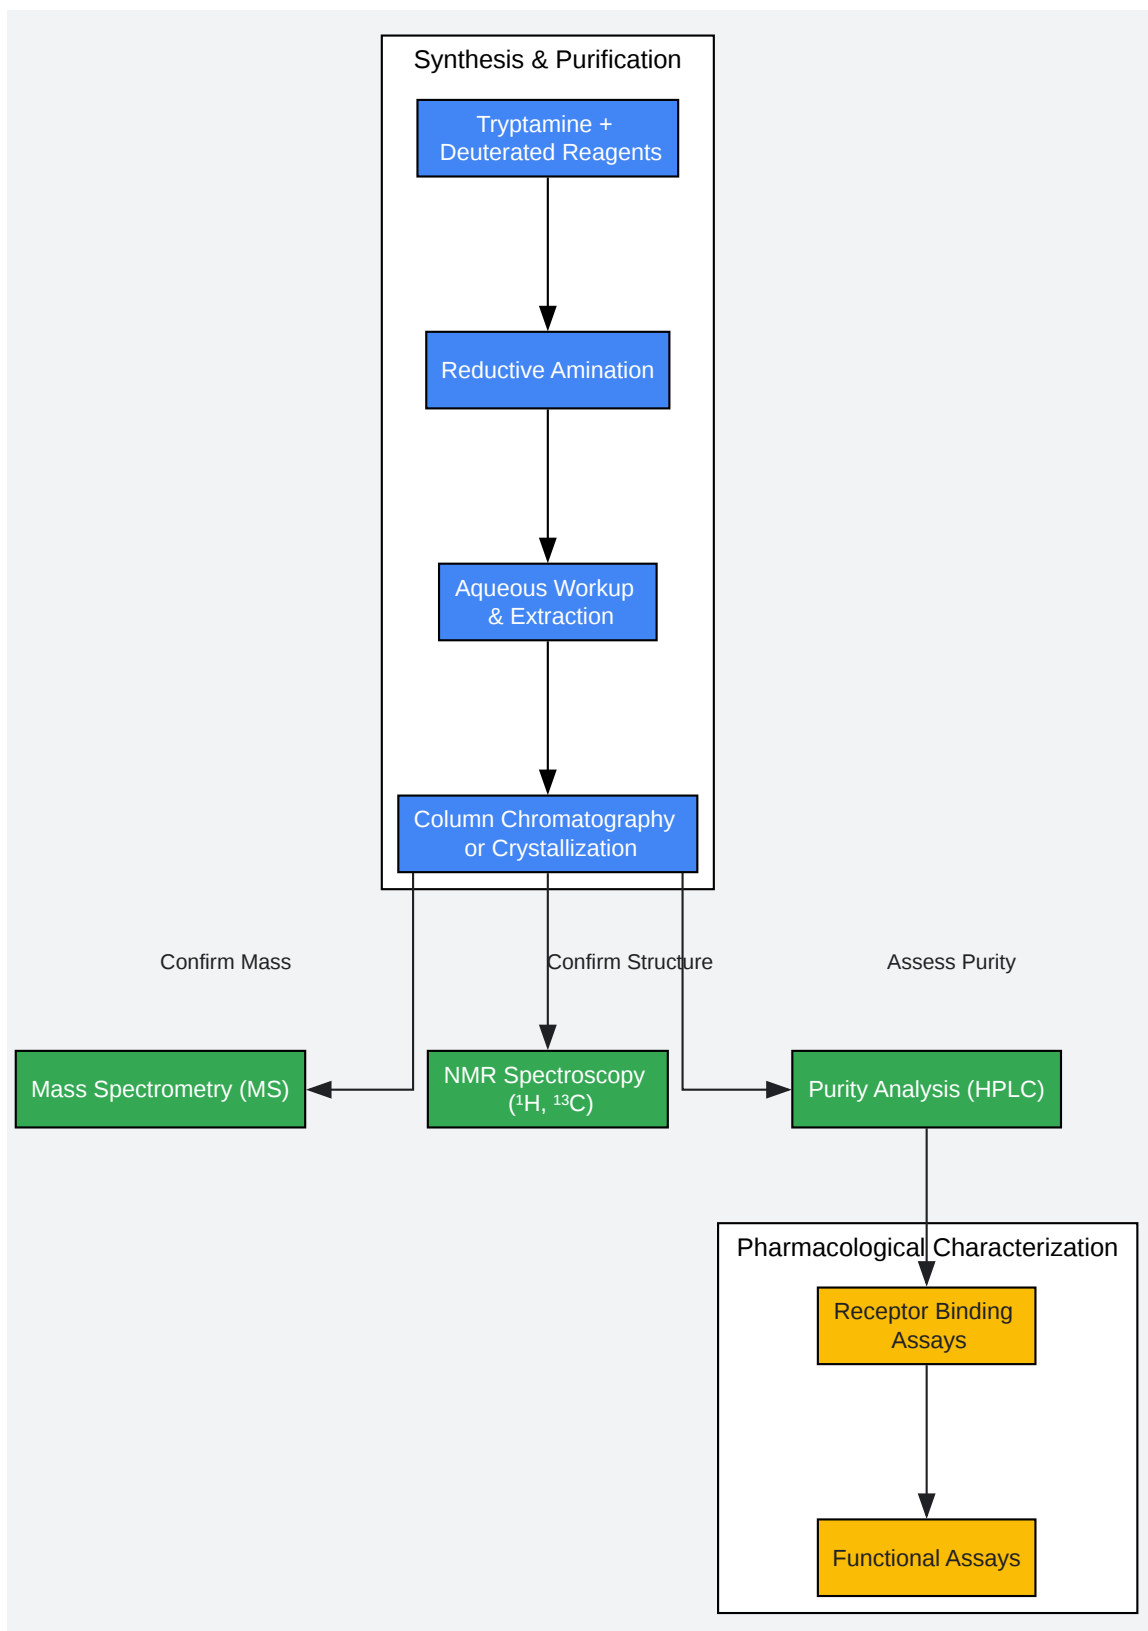 Synthesis & Purification
Tryptamine +
Deuterated Reagents
Reductive Amination
Aqueous Workup
& Extraction
Column Chromatography
or Crystallization
Confirm Mass
Confirm Structure
Assess Purity
Mass Spectrometry (MS)
NMR Spectroscopy
(¹H, ¹³C)
Purity Analysis (HPLC)
Pharmacological Characterization
Receptor Binding
Assays
Functional Assays